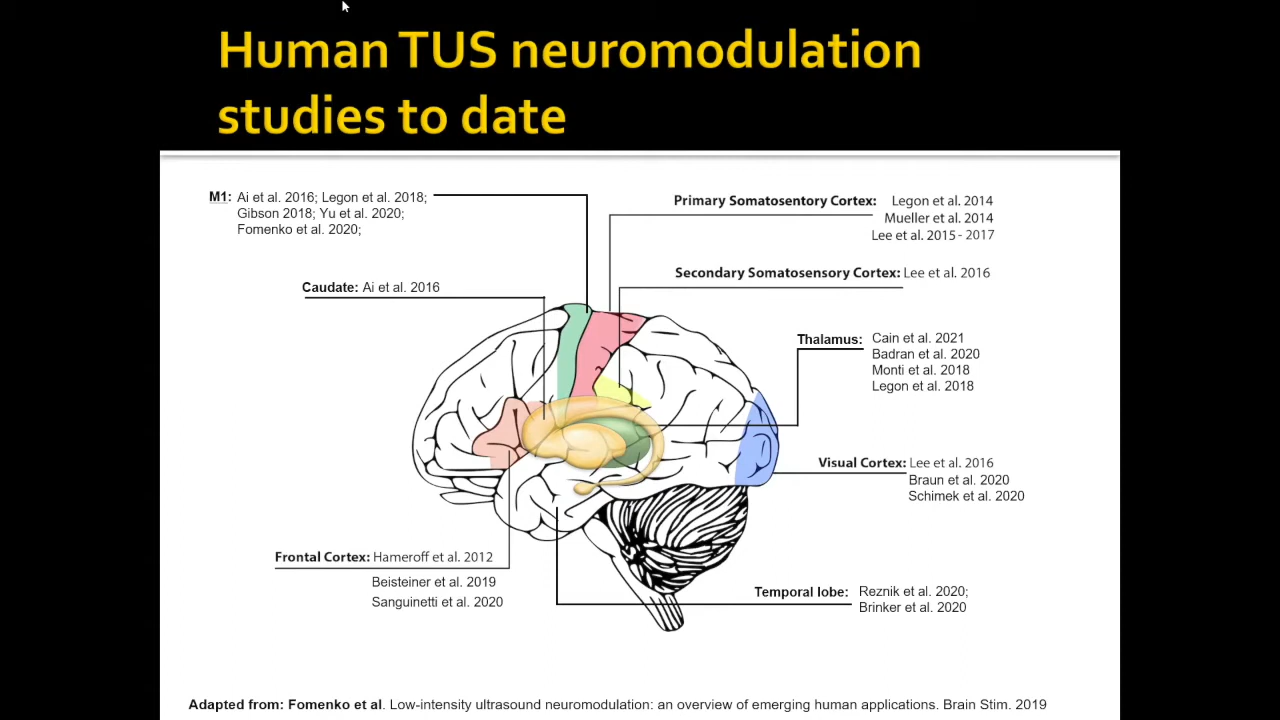 Human TUS neuromodulation
studies to date
M1: Ai et al. 2016; Legon et al. 2018;
Gibson 2018; Yu et al. 2020;
Fomenko et al. 2020;
Primary Somatosentory Cortex: Legon et al. 2014
Mueller et al. 2014
Lee et al. 2015 - 2017
Secondary Somatosensory Cortex: Lee et al. 2016
Caudate: Ai et al. 2016
Thalamus: Cain et al. 2021
Badran et al. 2020
Monti et al. 2018
Legon et al. 2018
Visual Cortex: Lee et al. 2016
Braun et al. 2020
Schimek et al. 2020
Frontal Cortex: Hameroff et al. 2012
Beisteiner et al. 2019
Sanguinetti et al. 2020
Temporal lobe: Reznik et al. 2020;
Brinker et al. 2020
Adapted from: Fomenko et al. Low-intensity ultrasound neuromodulation: an overview of emerging human applications. Brain Stim. 2019